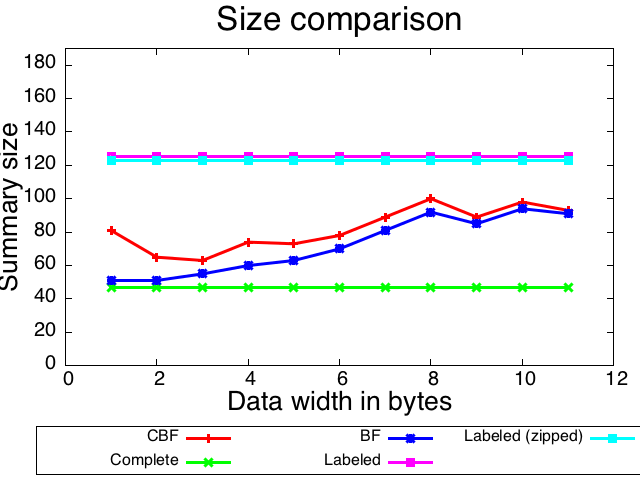 Size comparison
180
160
140
120
100
80
60
40
20
0
Summary size
0 2 4 6 8 10 12
Data width in bytes
CBF BF Labeled (zipped)
Complete Labeled